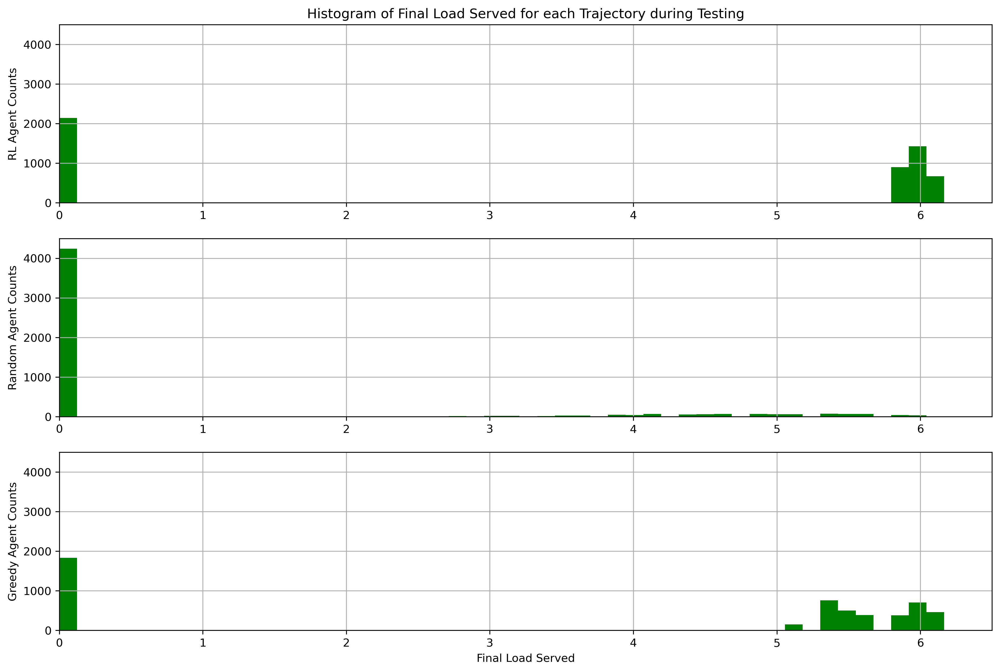 Histogram of Final Load Served for each Trajectory during Testing
RL Agent Counts
4000
3000
2000
1000
0
0 1 2 3 4 5 6
Random Agent Counts
4000
3000
2000
1000
0
0 1 2 3 4 5 6
Greedy Agent Counts
4000
3000
2000
1000
0
0 1 2 3 4 5 6
Final Load Served